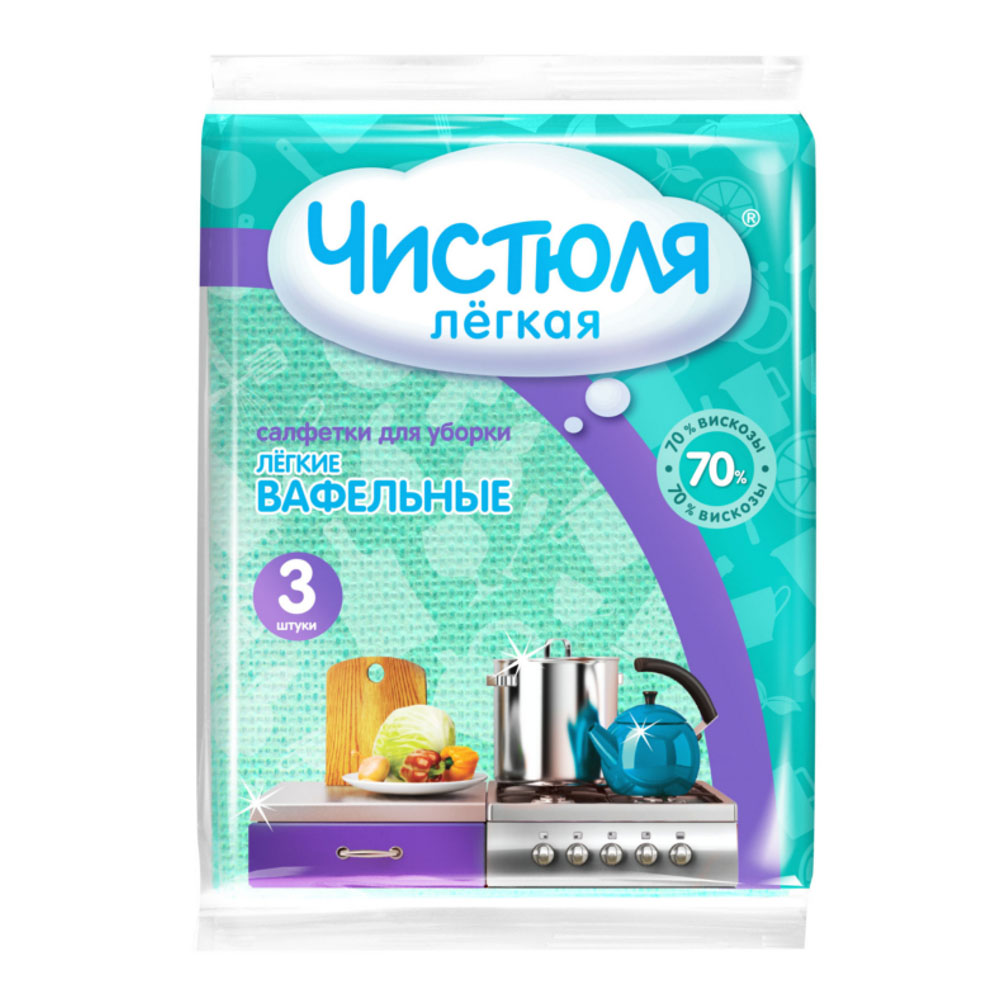 Чистюля®
лёгкая
салфетки для уборки
ЛЁГКИЕ
ВАФЕЛЬНЫЕ
70% ВИСКОЗЫ
70%
70% ВИСКОЗЫ
3
штуки